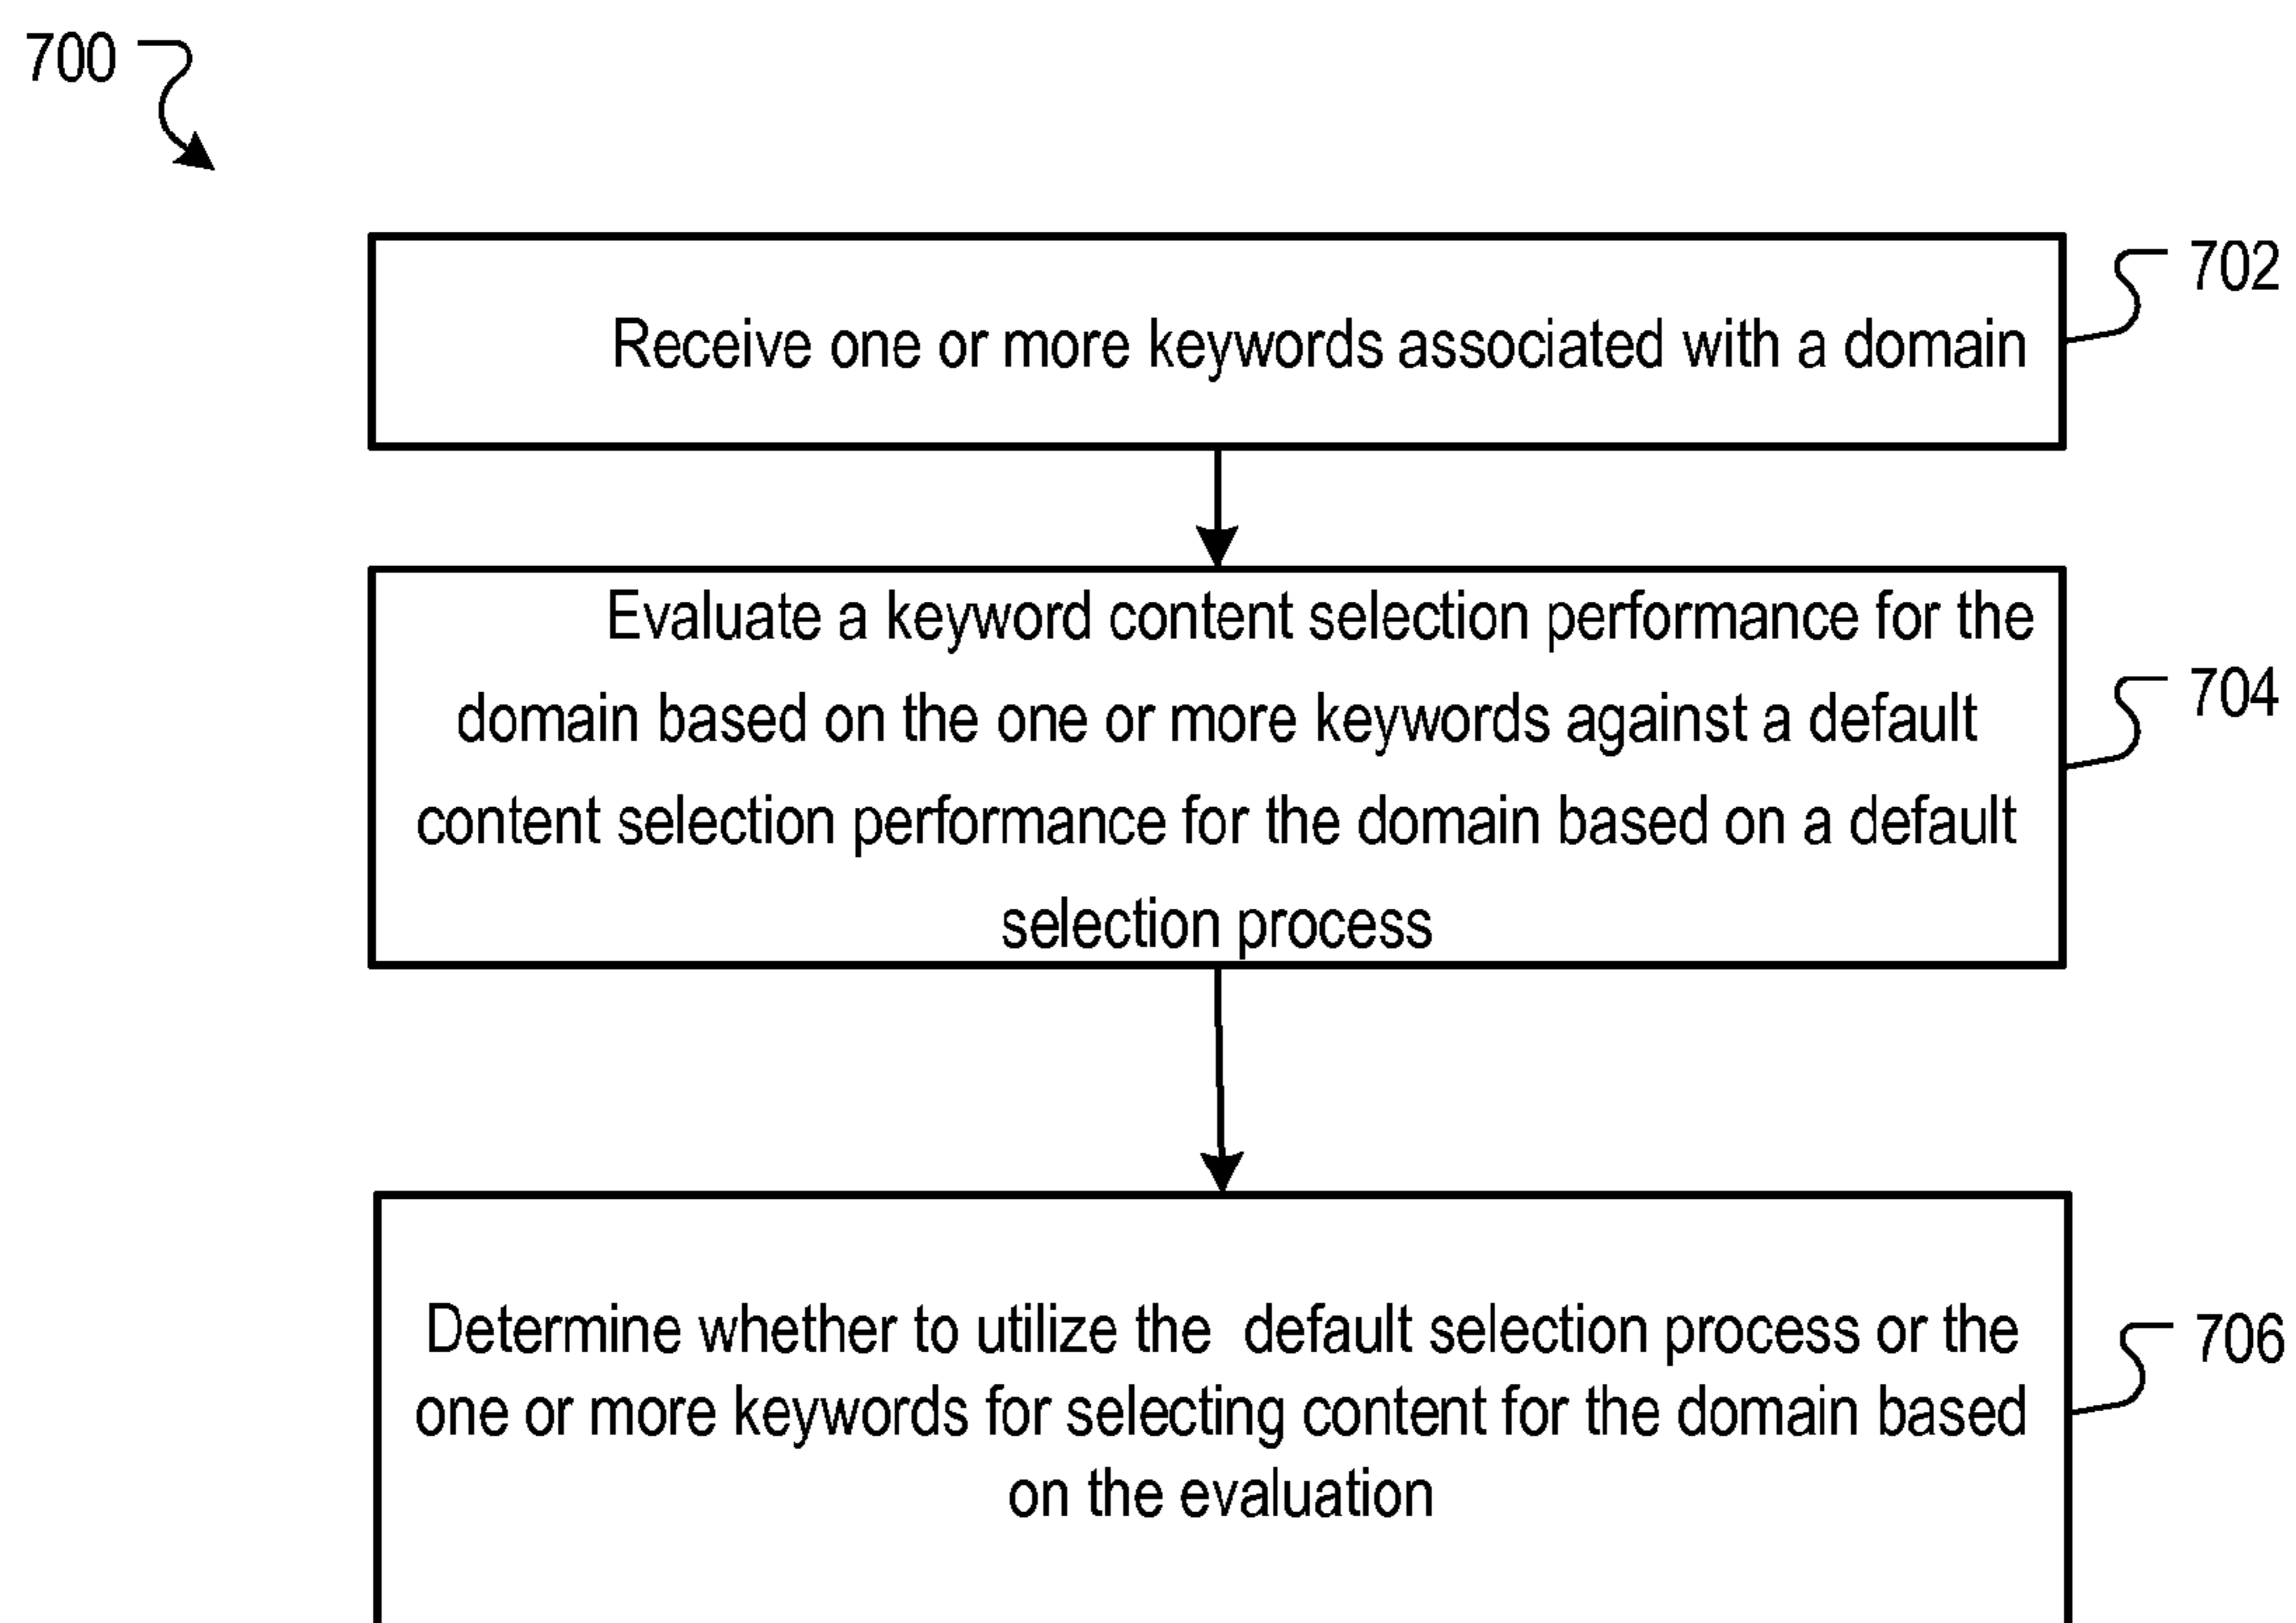 700
Receive one or more keywords associated with a domain
702
Evaluate a keyword content selection performance for the
domain based on the one or more keywords against a default
content selection performance for the domain based on a default
selection process
704
Determine whether to utilize the default selection process or the
one or more keywords for selecting content for the domain based
on the evaluation
706